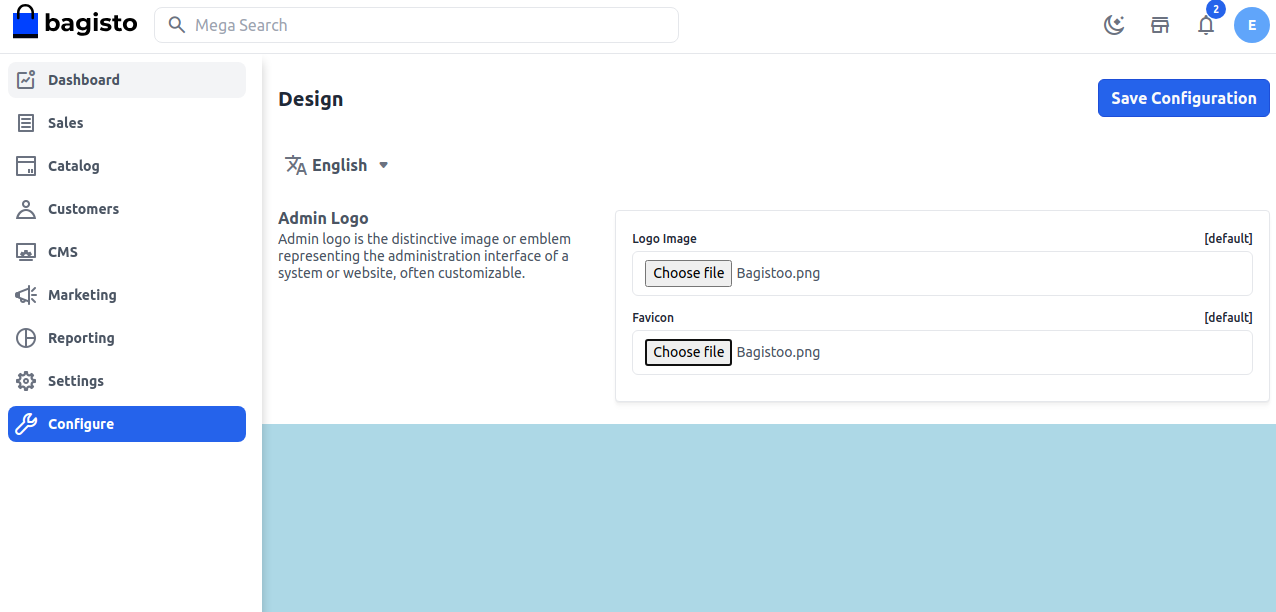 bagisto
Mega Search
2
E
Dashboard
Sales
Catalog
Customers
CMS
Marketing
Reporting
Settings
Configure
Design
Save Configuration
English
Admin Logo
Admin logo is the distinctive image or emblem
representing the administration interface of a
system or website, often customizable.
Logo Image [default]
Choose file Bagistoo.png
Favicon [default]
Choose file Bagistoo.png